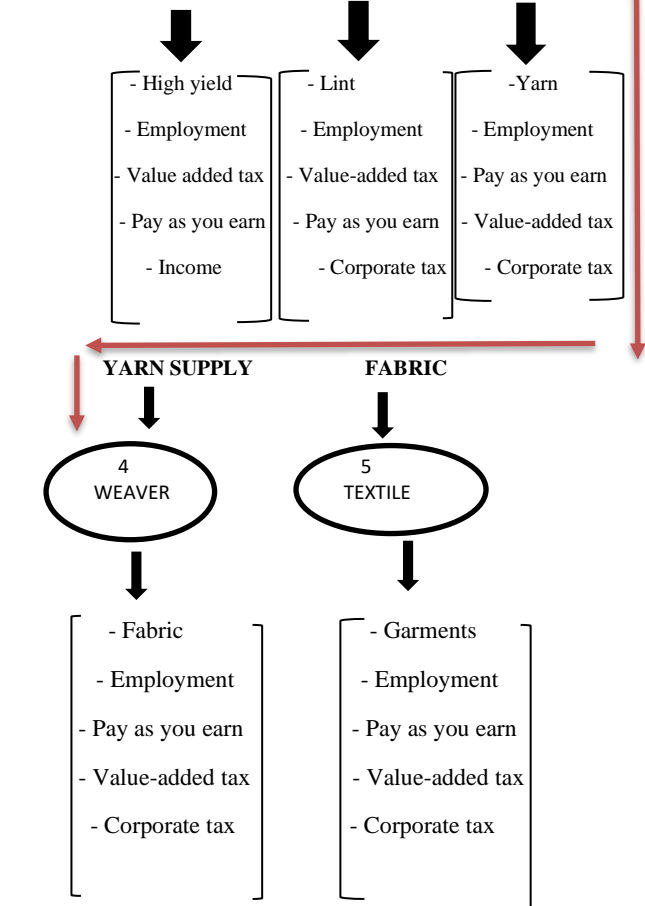 - High yield
- Employment
- Value added tax
- Pay as you earn
- Income
- Lint
- Employment
- Value-added tax
- Pay as you earn
- Corporate tax
-Yarn
- Employment
- Pay as you earn
- Value-added tax
- Corporate tax
YARN SUPPLY
FABRIC
4
WEAVER
5
TEXTILE
- Fabric
- Employment
- Pay as you earn
- Value-added tax
- Corporate tax
- Garments
- Employment
- Pay as you earn
- Value-added tax
- Corporate tax